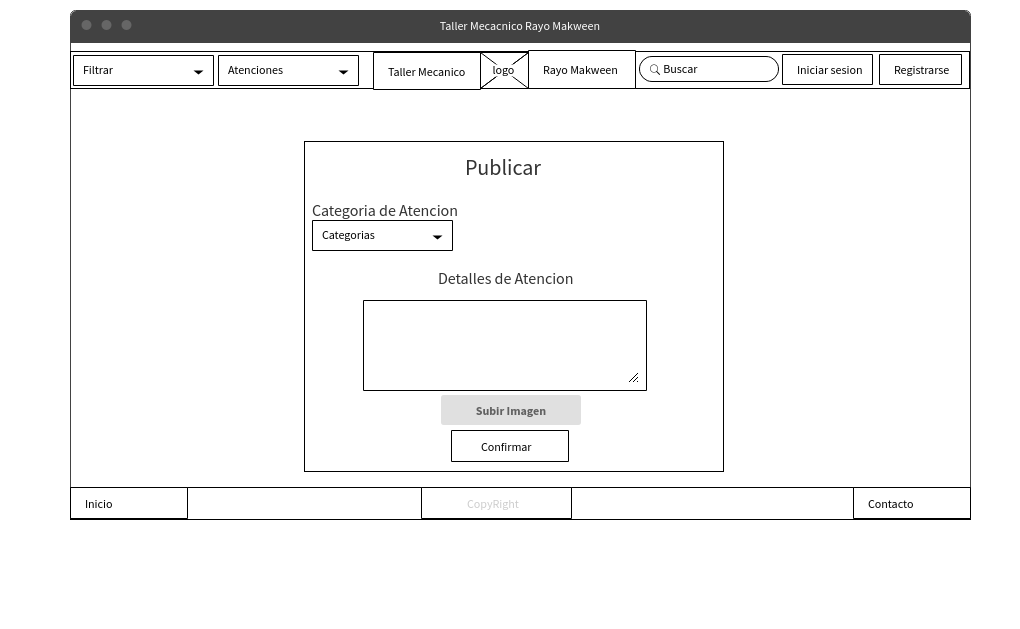 Taller Mecacnico Rayo Makween
Filtrar
Atenciones
Taller Mecanico
logo
Rayo Makween
Buscar
Iniciar sesion
Registrarse
Publicar
Categoria de Atencion
Categorias
Detalles de Atencion
Subir Imagen
Confirmar
Inicio
CopyRight
Contacto